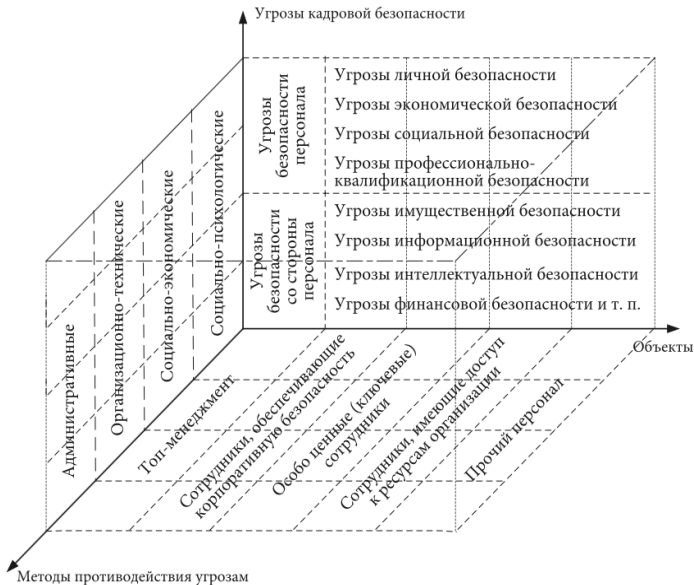 Угрозы кадровой безопасности
Угрозы
безопасности
персонала
Угрозы личной безопасности
Угрозы экономической безопасности
Угрозы социальной безопасности
Угрозы профессионально-
квалификационной безопасности
Угрозы
безопасности
со стороны
персонала
Угрозы имущественной безопасности
Угрозы информационной безопасности
Угрозы интеллектуальной безопасности
Угрозы финансовой безопасности и т. п.
Административные
Организационно-технические
Социально-экономические
Социально-психологические
Объекты
Топ-менеджмент
Сотрудники, обеспечивающие
корпоративную безопасность
Особо ценные (ключевые)
сотрудники
Сотрудники, имеющие доступ
к ресурсам организации
Прочий персонал
Методы противодействия угрозам